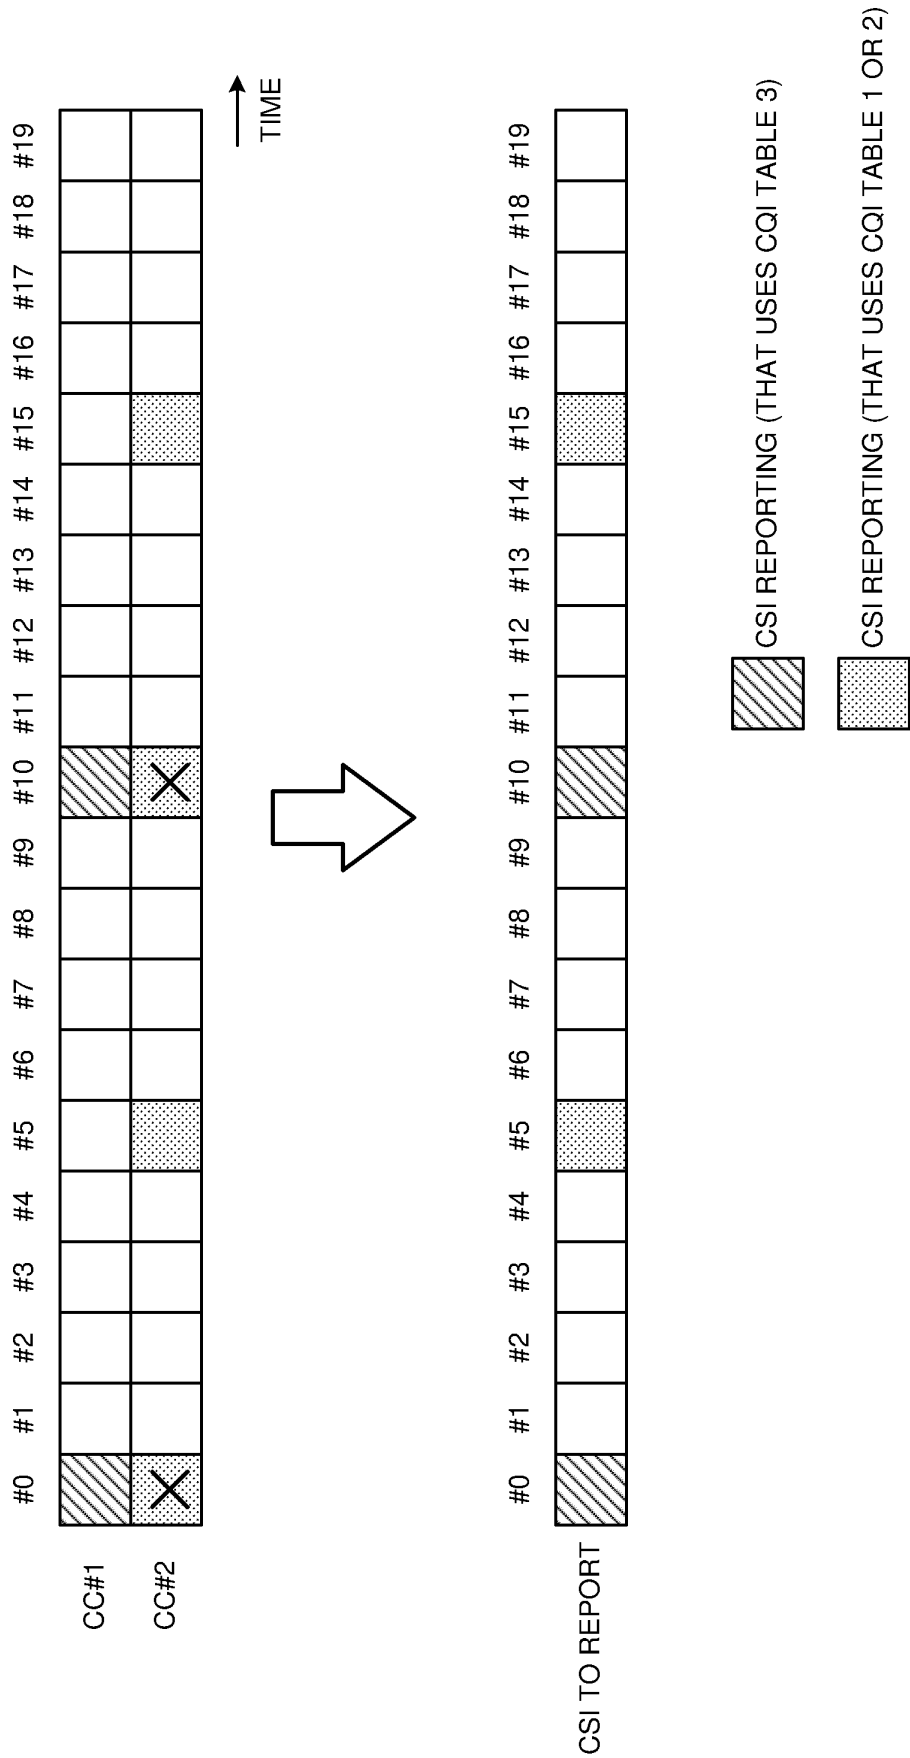 #0 #1 #2 #3 #4 #5 #6 #7 #8 #9 #10 #11 #12 #13 #14 #15 #16 #17 #18 #19
CC#1
CC#2
TIME
#0 #1 #2 #3 #4 #5 #6 #7 #8 #9 #10 #11 #12 #13 #14 #15 #16 #17 #18 #19
CSI TO REPORT
CSI REPORTING (THAT USES CQI TABLE 3)
CSI REPORTING (THAT USES CQI TABLE 1 OR 2)